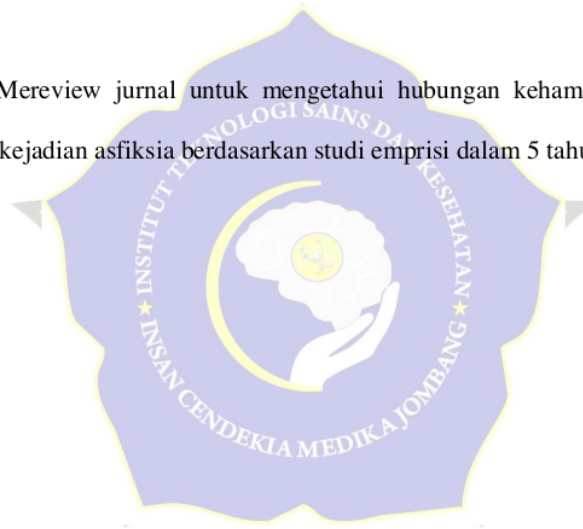 Mereview jurnal untuk mengetahui hubungan keham
kejadian asfiksia berdasarkan studi emprisi dalam 5 tahu
INSTITUT TEKNOLOGI SAINS DAN KESEHATAN
INSAN CENDEKIA MEDIKA JOMBANG